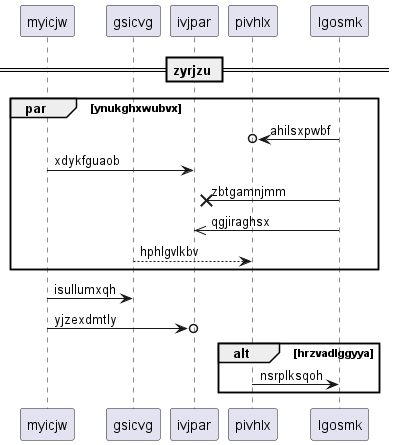 myicjw gsicvg ivjpar pivhlx lgosmk
zyrjzu
par [ynukghxwubvx]
ahilsxpwbf
xdykfguaob
zbtgamnjmm
qgjiraghsx
hphlgvlkbv
isullumxqh
yjzexdmtly
alt [hrzvadlggyya]
nsrplksqoh
myicjw gsicvg ivjpar pivhlx lgosmk